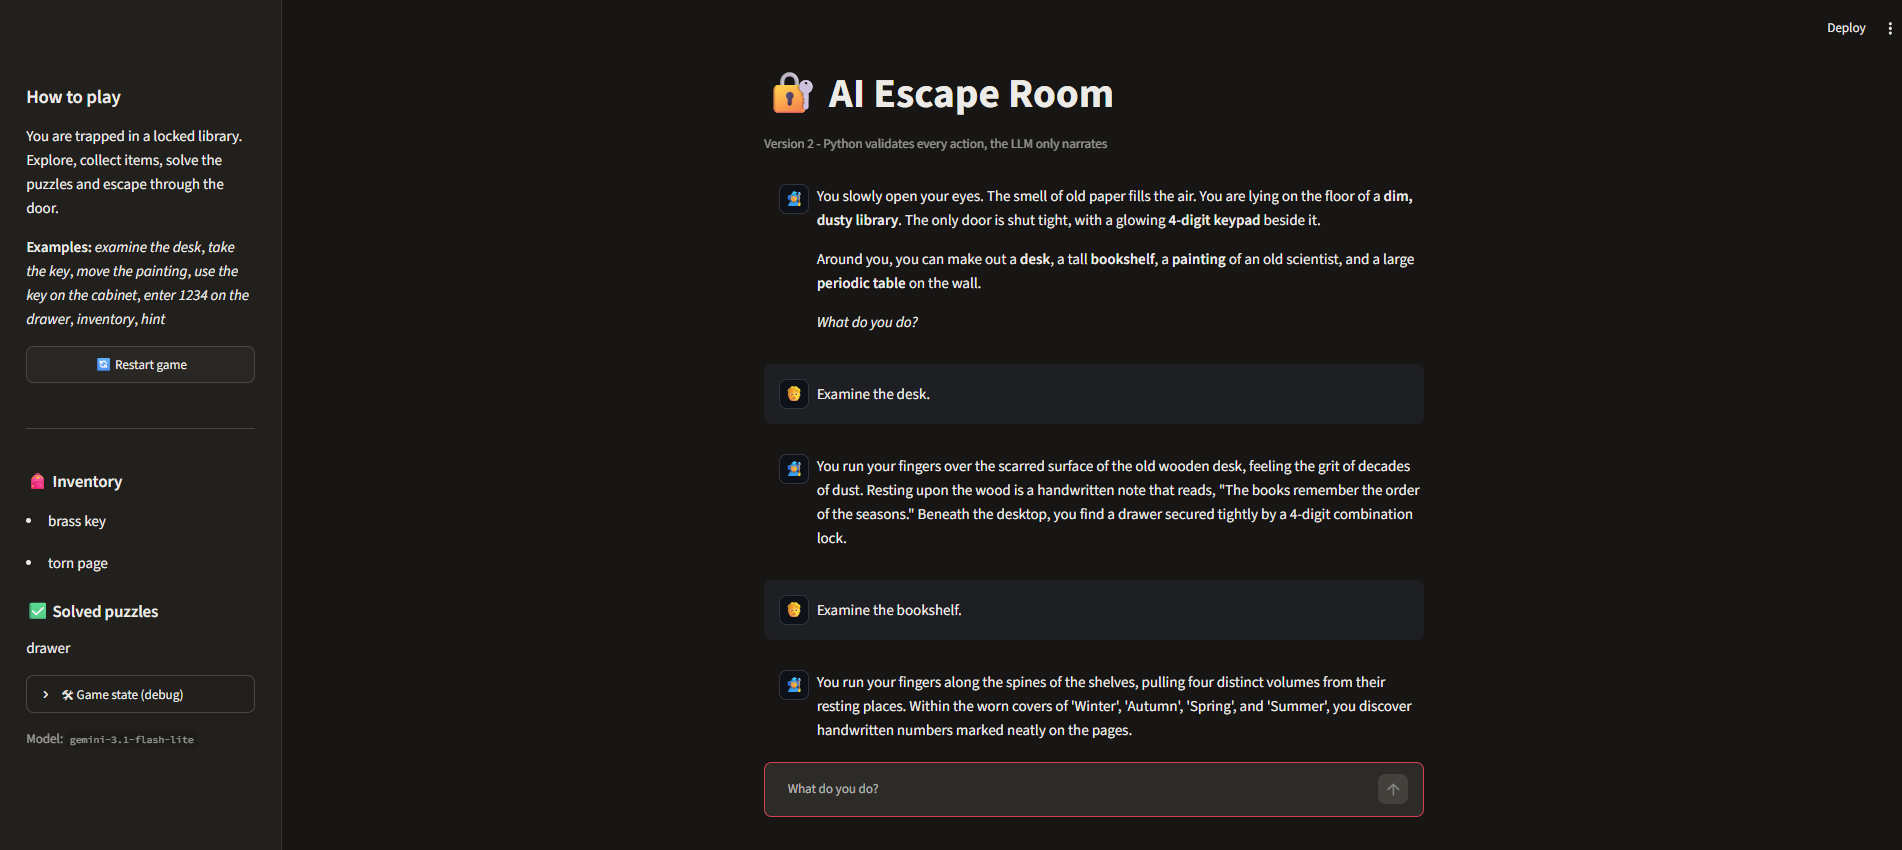 Deploy
How to play
You are trapped in a locked library.
Explore, collect items, solve the
puzzles and escape through the
door.
Examples: examine the desk, take
the key, move the painting, use the
key on the cabinet, enter 1234 on the
drawer, inventory, hint
Restart game
Inventory
brass key
torn page
Solved puzzles
drawer
Game state (debug)
Model: gemini-3.1-flash-lite
AI Escape Room
Version 2 - Python validates every action, the LLM only narrates
You slowly open your eyes. The smell of old paper fills the air. You are lying on the floor of a dim,
dusty library. The only door is shut tight, with a glowing 4-digit keypad beside it.
Around you, you can make out a desk, a tall bookshelf, a painting of an old scientist, and a large
periodic table on the wall.
What do you do?
Examine the desk.
You run your fingers over the scarred surface of the old wooden desk, feeling the grit of decades
of dust. Resting upon the wood is a handwritten note that reads, "The books remember the order
of the seasons." Beneath the desktop, you find a drawer secured tightly by a 4-digit combination
lock.
Examine the bookshelf.
You run your fingers along the spines of the shelves, pulling four distinct volumes from their
resting places. Within the worn covers of 'Winter', 'Autumn', 'Spring', and 'Summer', you discover
handwritten numbers marked neatly on the pages.
What do you do?